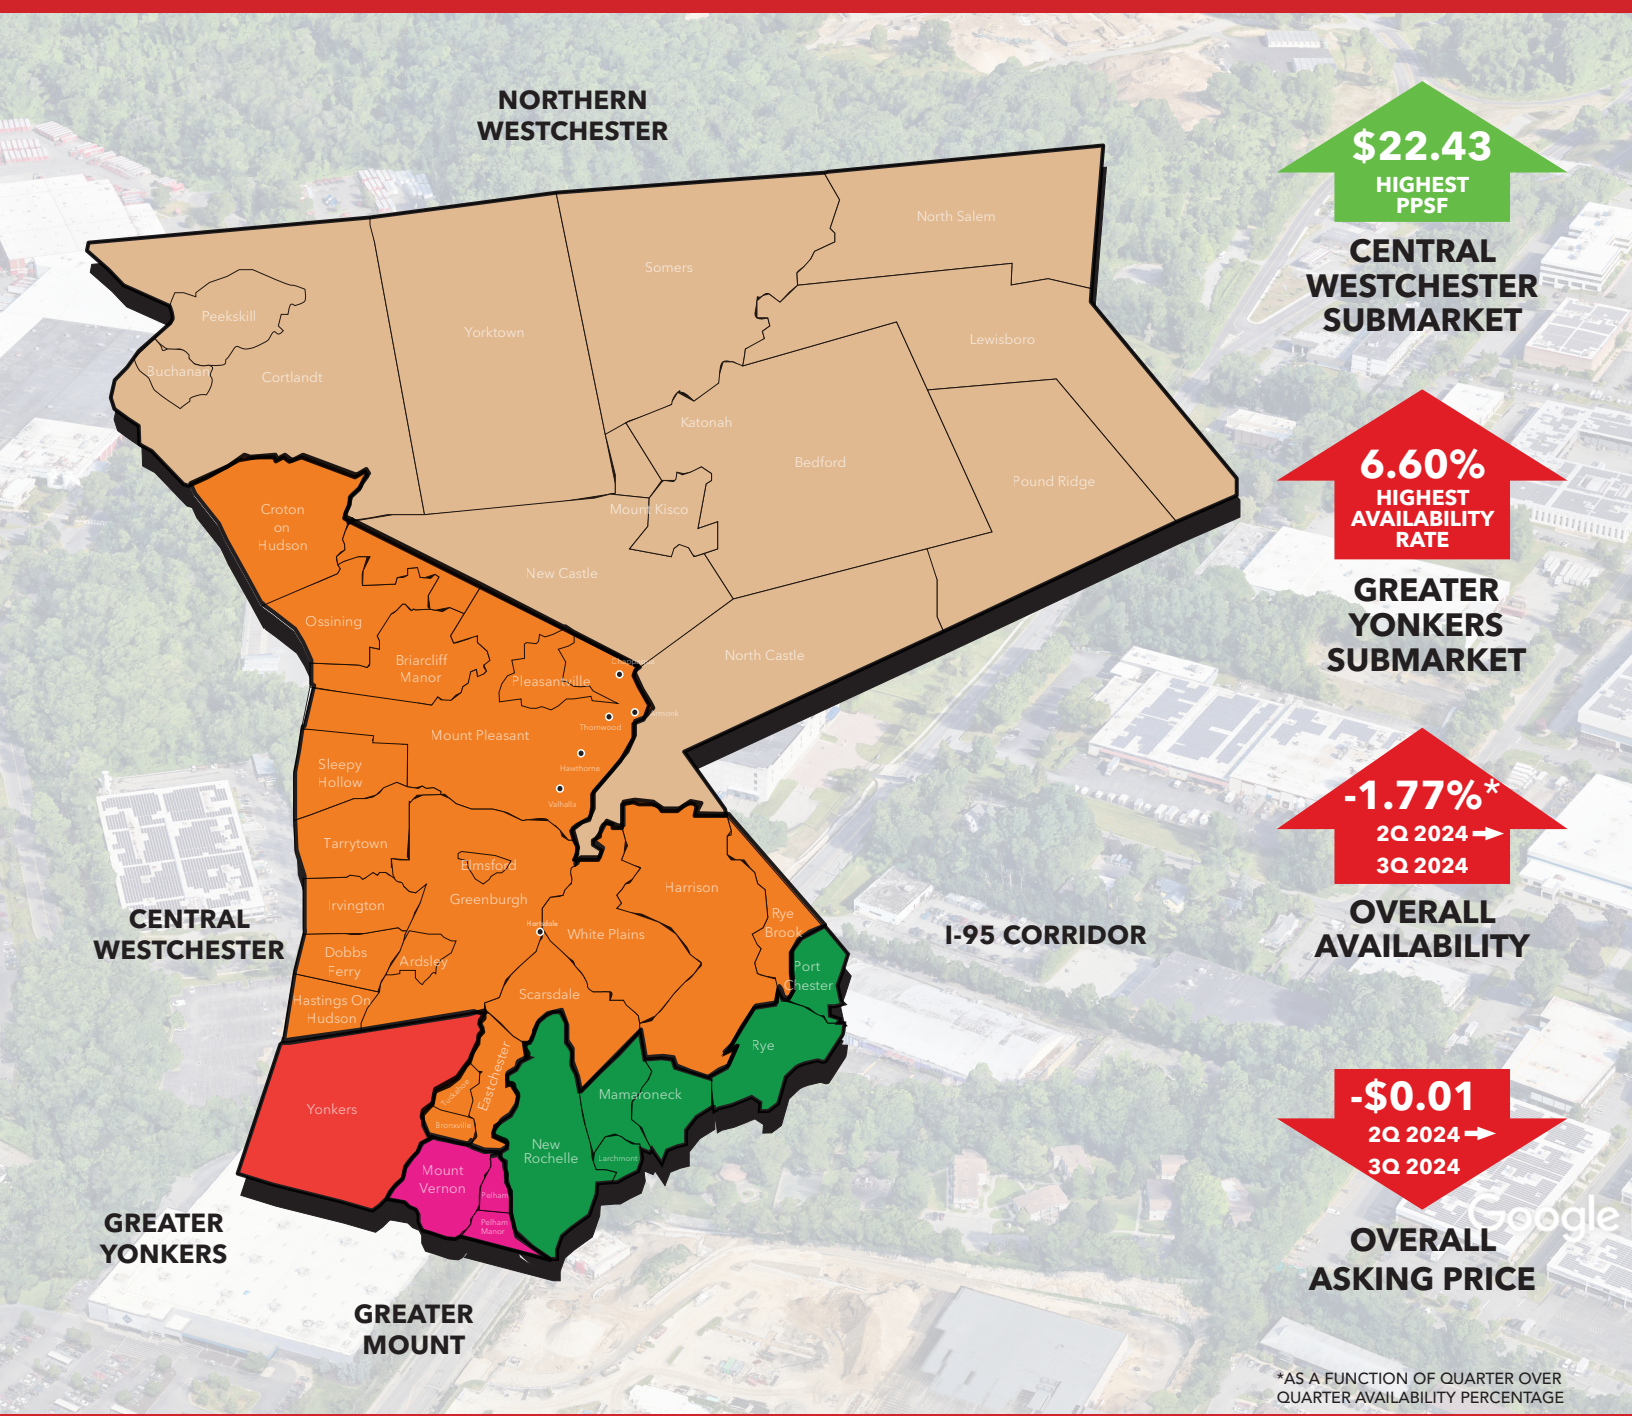 NORTHERN
WESTCHESTER
North Salem
Somers
Peekskill
Yorktown
Lewisboro
Buchanan
Cortlandt
Katonah
Bedford
Pound Ridge
Mount Kisco
New Castle
North Castle
Croton
on
Hudson
Ossining
Briarcliff
Manor
Pleasantville
Thornwood
Mount Pleasant
Hawthorne
Sleepy
Hollow
Valhalla
Tarrytown
Elmsford
Greenburgh
Harrison
Irvington
Hartsdale
White Plains
Rye
Brook
Dobbs
Ferry
Ardsley
Port
Chester
Hastings On
Hudson
Scarsdale
Rye
Eastchester
Tuckahoe
Bronxville
Mamaroneck
Yonkers
New
Rochelle
Larchmont
Mount
Vernon
Pelham
Pelham
Manor
CENTRAL
WESTCHESTER
I-95 CORRIDOR
GREATER
YONKERS
GREATER
MOUNT
$22.43
HIGHEST
PPSF
CENTRAL
WESTCHESTER
SUBMARKET
6.60%
HIGHEST
AVAILABILITY
RATE
GREATER
YONKERS
SUBMARKET
-1.77%*
2Q 2024
3Q 2024
OVERALL
AVAILABILITY
-$0.01
2Q 2024
3Q 2024
Google
OVERALL
ASKING PRICE
*AS A FUNCTION OF QUARTER OVER
QUARTER AVAILABILITY PERCENTAGE